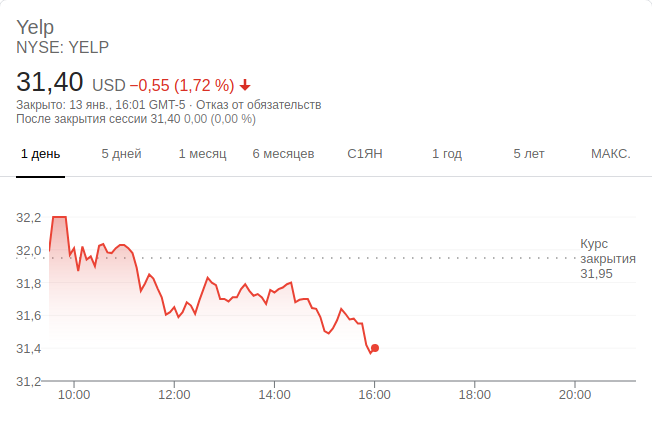 Yelp
NYSE: YELP
31,40 USD −0,55 (1,72 %)
Закрыто: 13 янв., 16:01 GMT-5 · Отказ от обязательств
После закрытия сессии 31,40 0,00 (0,00 %)
1 день 5 дней 1 месяц 6 месяцев С1ЯН 1 год 5 лет МАКС.
32,2
32,0
31,8
31,6
31,4
31,2
Курс
закрытия
31,95
10:00 12:00 14:00 16:00 18:00 20:00